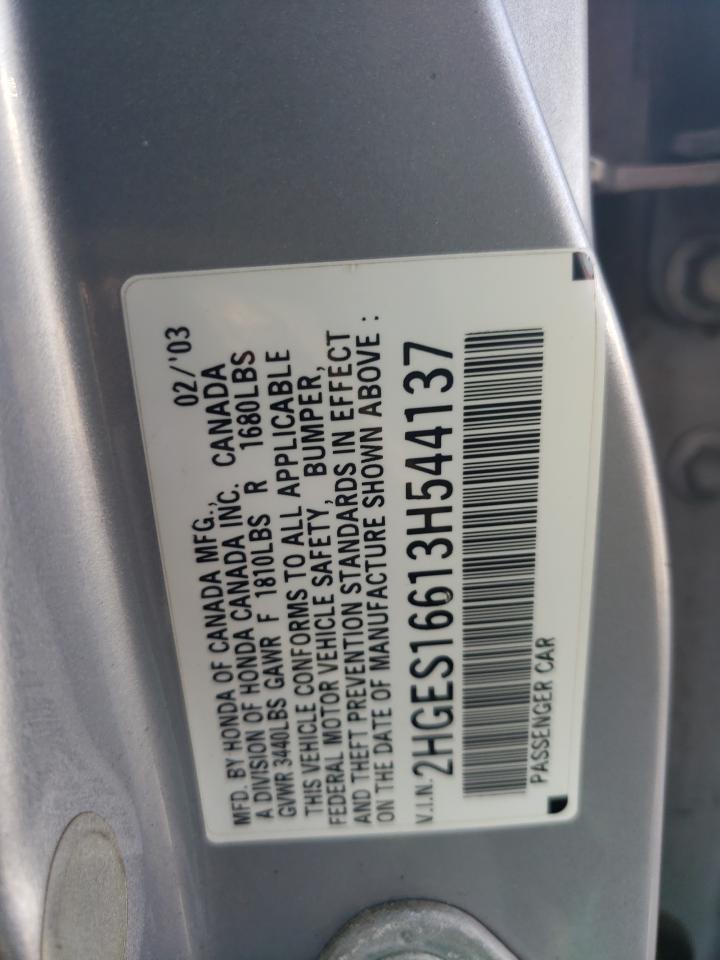 MFD. BY HONDA OF CANADA MFG., 02/'03
A DIVISION OF HONDA CANADA INC. CANADA
GVWR 3440LBS GAWR F 1810LBS R 1680LBS
THIS VEHICLE CONFORMS TO ALL APPLICABLE
FEDERAL MOTOR VEHICLE SAFETY, BUMPER,
AND THEFT PREVENTION STANDARDS IN EFFECT
ON THE DATE OF MANUFACTURE SHOWN ABOVE :
V.I.N.: 2HGES16613H544137
PASSENGER CAR